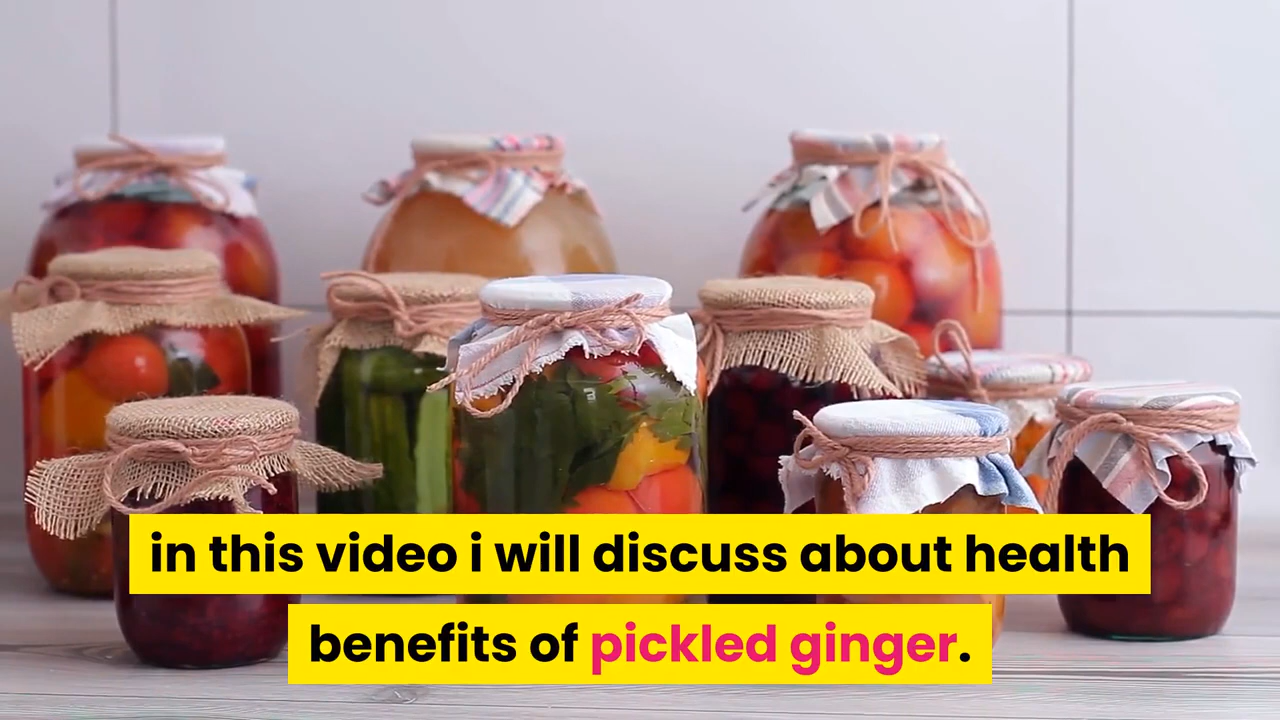 in this video i will discuss about health
benefits of pickled ginger.